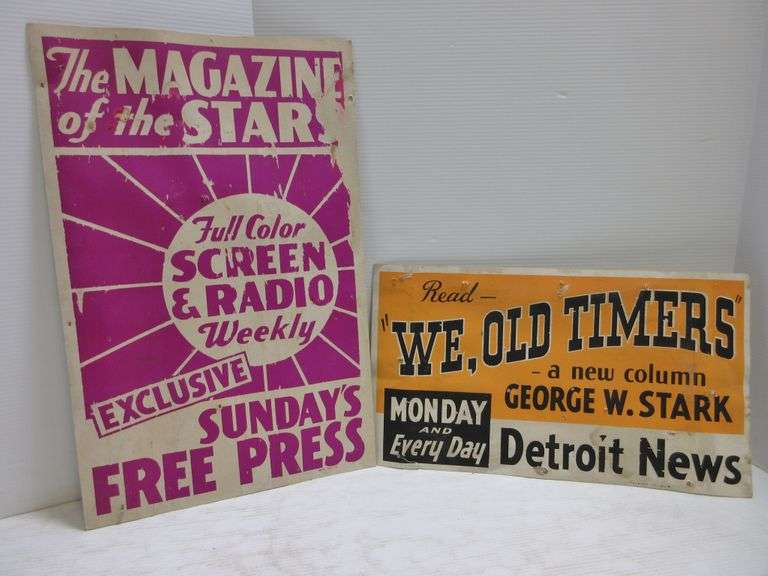 The MAGAZINE
of the STARS
Full Color
SCREEN
& RADIO
Weekly
EXCLUSIVE
SUNDAY'S
FREE PRESS
Read —
"WE, OLD TIMERS"
- a new column
GEORGE W. STARK
MONDAY
AND
Every Day
Detroit News